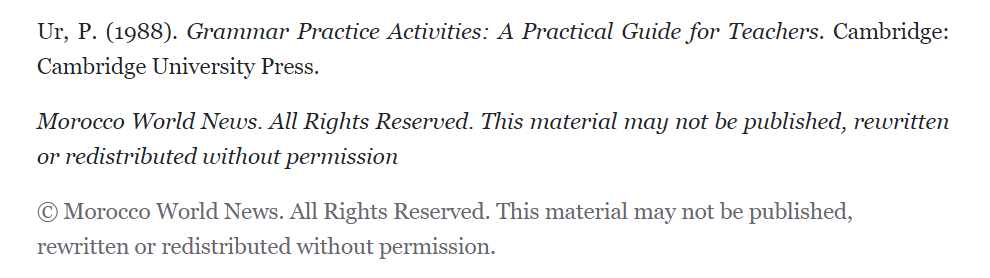 Ur, P. (1988). Grammar Practice Activities: A Practical Guide for Teachers. Cambridge:
Cambridge University Press.
Morocco World News. All Rights Reserved. This material may not be published, rewritten
or redistributed without permission
© Morocco World News. All Rights Reserved. This material may not be published,
rewritten or redistributed without permission.